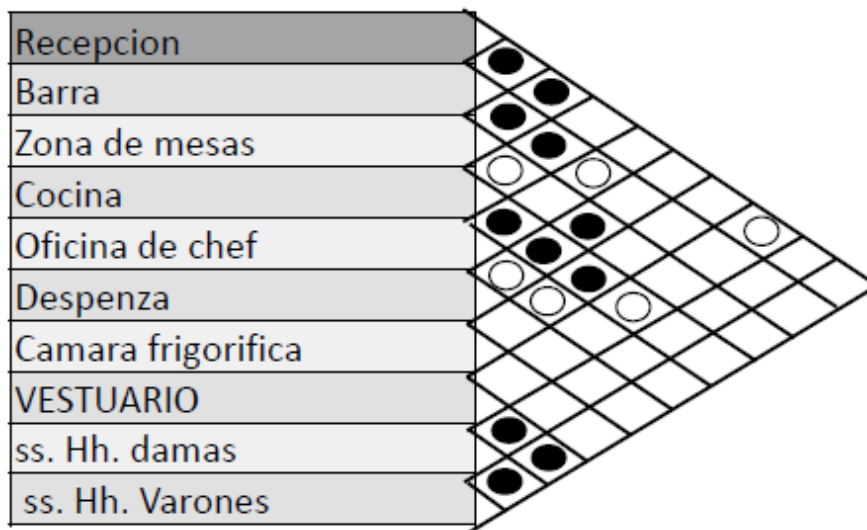 Recepcion
Barra
Zona de mesas
Cocina
Oficina de chef
Despenza
Camara frigorifica
VESTUARIO
ss. Hh. damas
ss. Hh. Varones